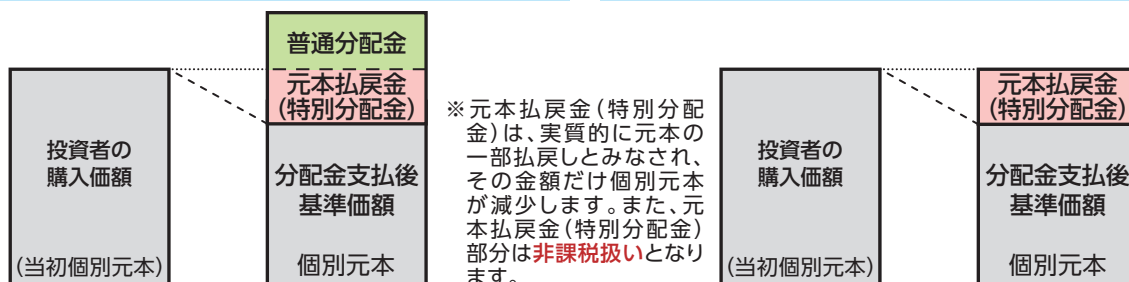 投資者の
購入価額
(当初個別元本)
普通分配金
元本払戻金
(特別分配金)
分配金支払後
基準価額
個別元本
※元本払戻金(特別分配
金)は、実質的に元本の
一部払戻しとみなされ、
その金額だけ個別元本
が減少します。また、元
本払戻金(特別分配金)
部分は非課税扱いとなり
ます。
投資者の
購入価額
(当初個別元本)
元本払戻金
(特別分配金)
分配金支払後
基準価額
個別元本